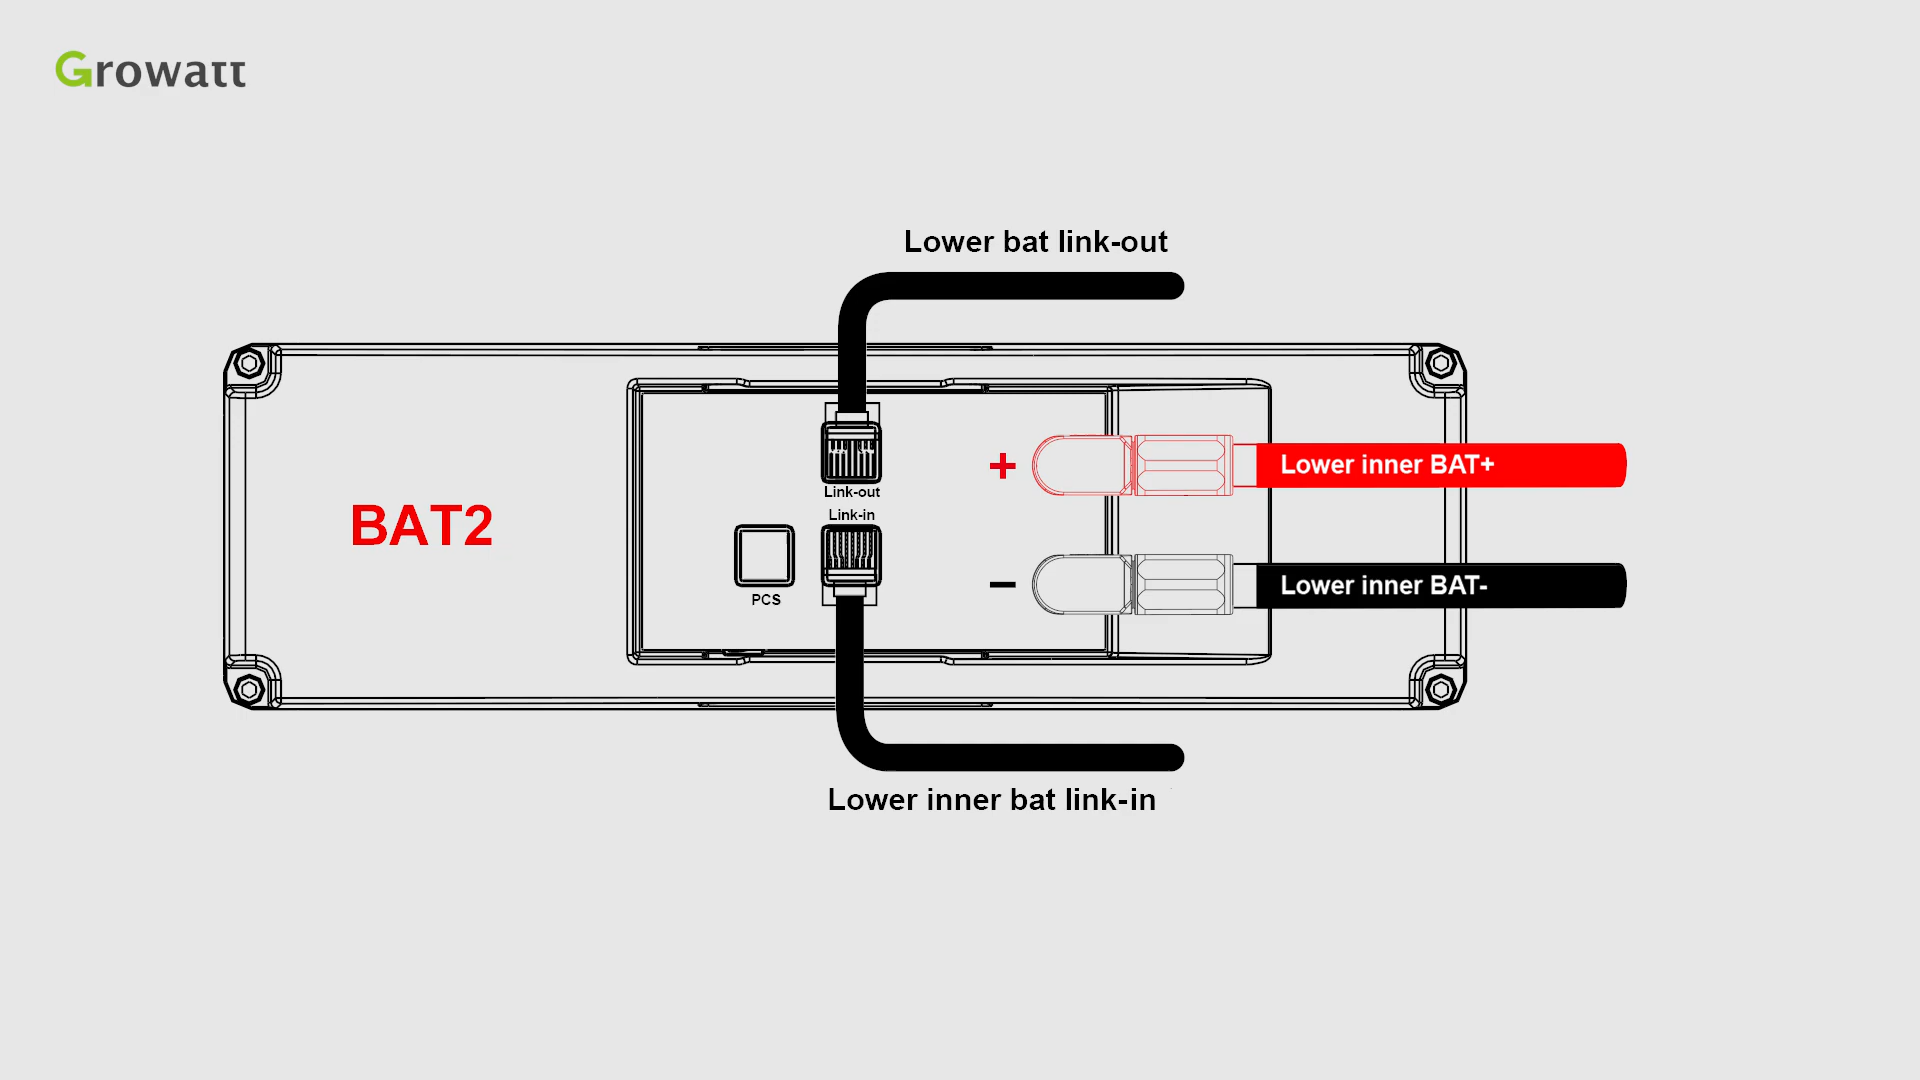 Growatt
Lower bat link-out
Lower inner BAT+
Link-out
Link-in
BAT2
Lower inner BAT-
PCS
Lower inner bat link-in